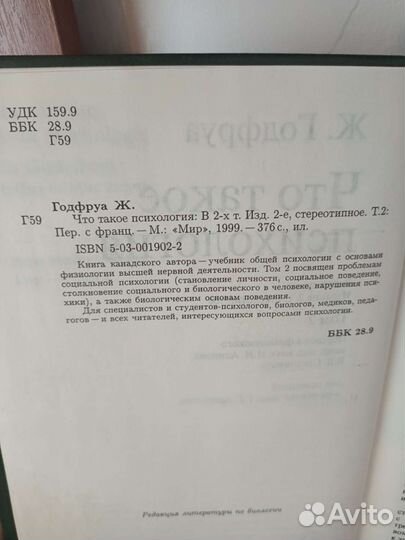 УДК 159.9
ББК 28.9
Г59
Годфруа Ж.
Г59 Что такое психология: В 2-х т. Изд. 2-е, стереотипное. Т.2:
Пер. с франц. — М.: «Мир», 1999. — 376 с., ил.
ISBN 5-03-001902-2
Книга канадского автора — учебник общей психологии с основами
физиологии высшей нервной деятельности. Том 2 посвящен проблемам
социальной психологии (становление личности, социальное поведение,
столкновение социального и биологического в человеке, нарушения пси-
хики), а также биологическим основам поведения.
Для специалистов и студентов-психологов, биологов, медиков, педа-
гогов — и всех читателей, интересующихся вопросами психологии.
ББК 28.9
Редакция литературы по биологии
Avito